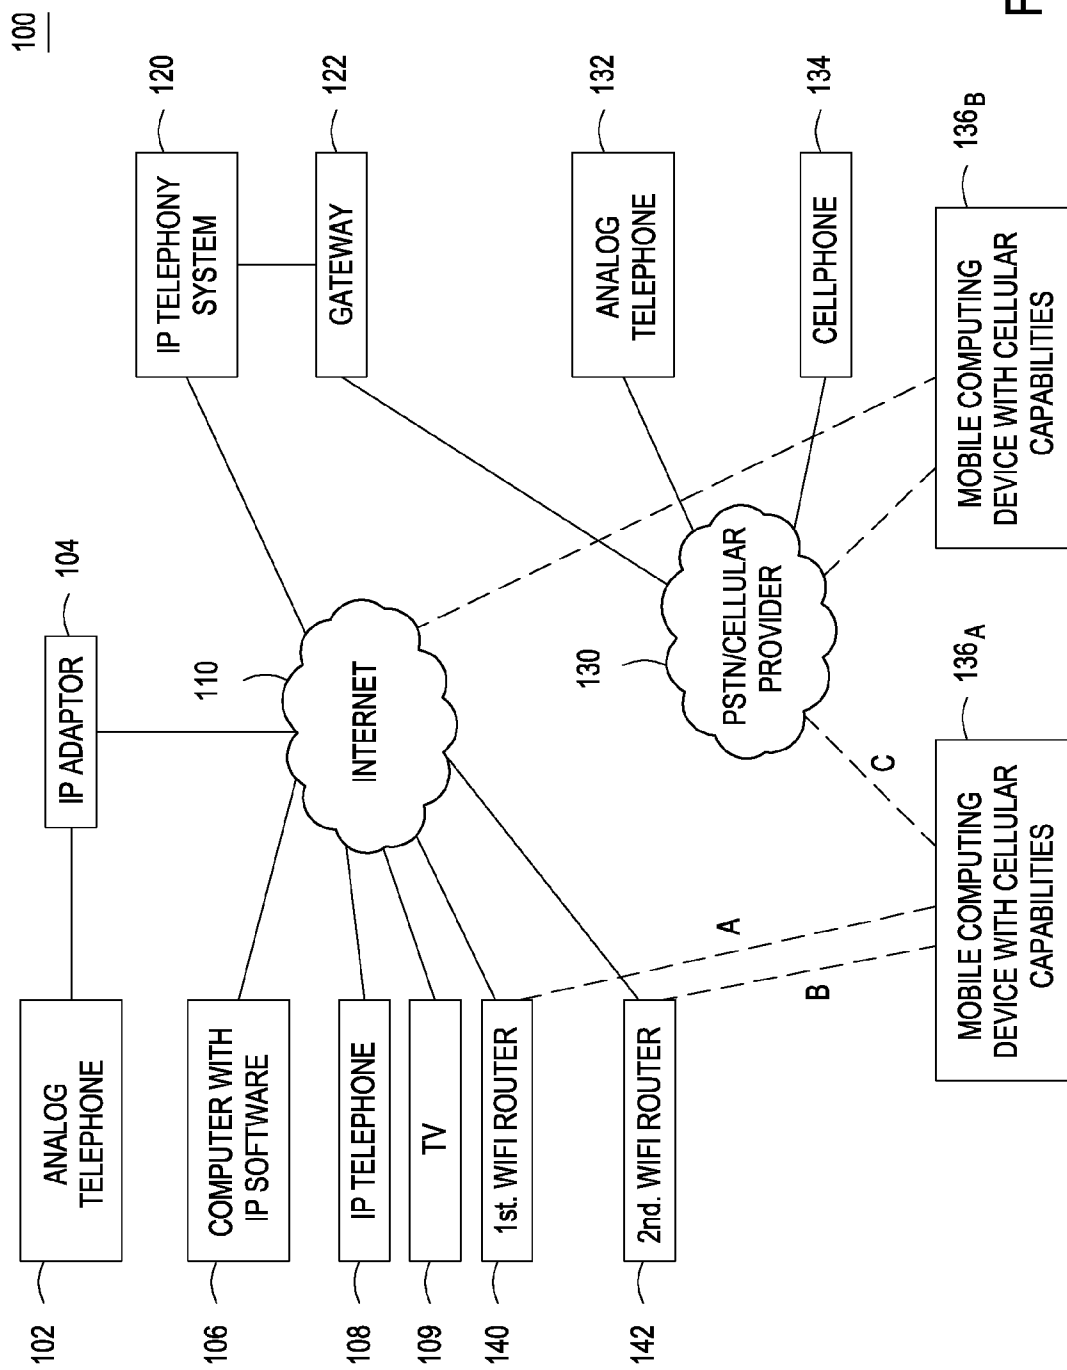 100
102
ANALOG
TELEPHONE
IP ADAPTOR
104
106
COMPUTER WITH
IP SOFTWARE
110
INTERNET
IP TELEPHONY
SYSTEM
120
108
IP TELEPHONE
GATEWAY
122
109
TV
140
1st. WIFI ROUTER
142
2nd. WIFI ROUTER
A
B
C
130
PSTN/CELLULAR
PROVIDER
ANALOG
TELEPHONE
132
CELLPHONE
134
MOBILE COMPUTING
DEVICE WITH CELLULAR
CAPABILITIES
136A
MOBILE COMPUTING
DEVICE WITH CELLULAR
CAPABILITIES
136B